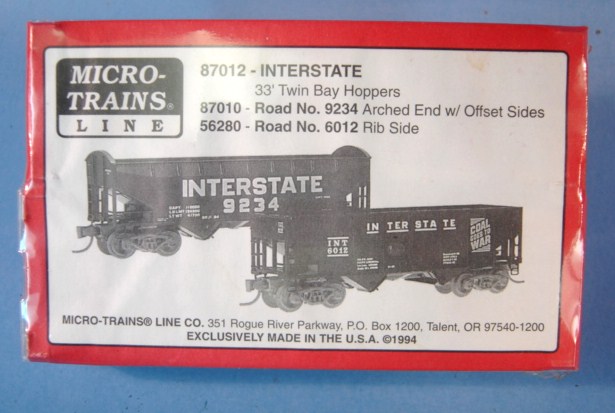 MICRO-
TRAINS®
LINE
87012 - INTERSTATE
33' Twin Bay Hoppers
87010 - Road No. 9234 Arched End w/ Offset Sides
56280 - Road No. 6012 Rib Side
INTERSTATE
9234
INTERSTATE
INT
6012
COAL
GOES TO
WAR
MICRO-TRAINS® LINE CO. 351 Rogue River Parkway, P.O. Box 1200, Talent, OR 97540-1200
EXCLUSIVELY MADE IN THE U.S.A. ©1994